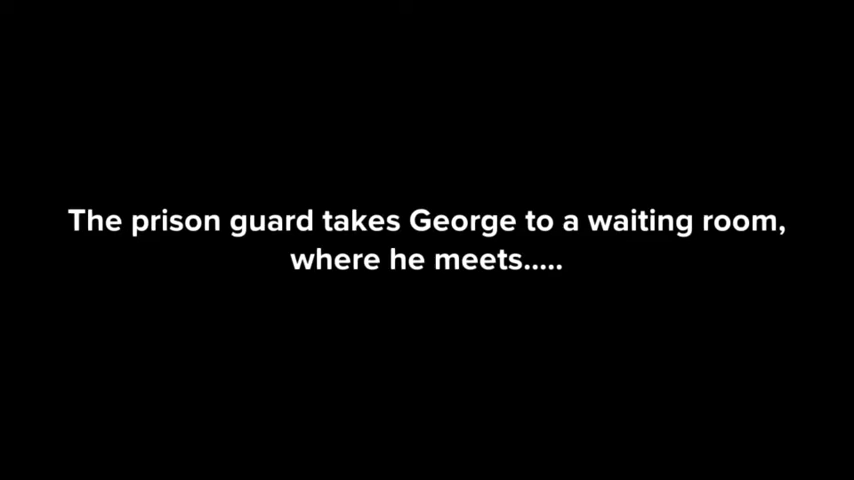 The prison guard takes George to a waiting room,
where he meets.....